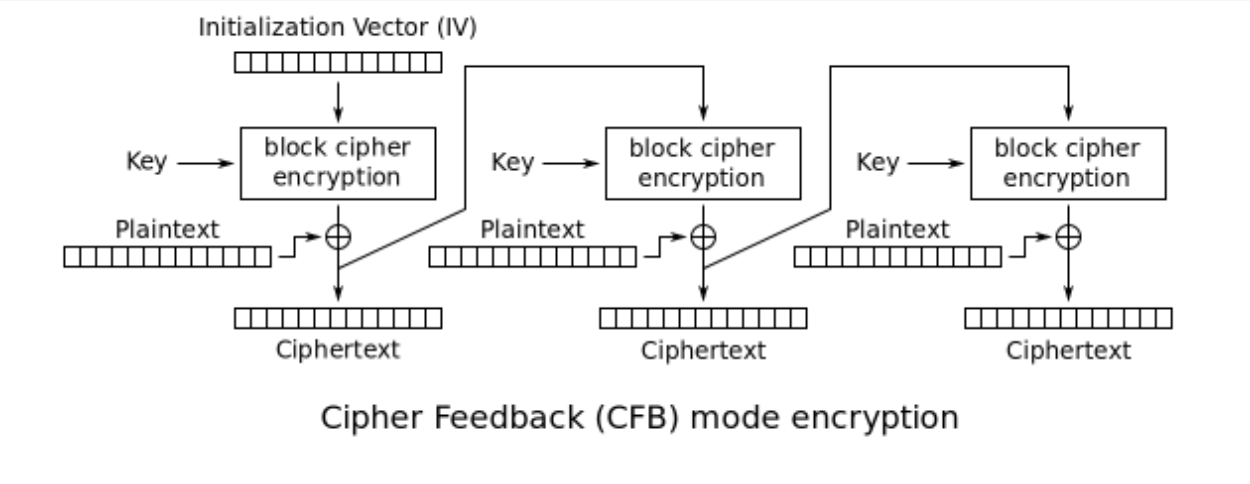 Initialization Vector (IV)
Key
block cipher
encryption
Key
block cipher
encryption
Key
block cipher
encryption
Plaintext
Plaintext
Plaintext
Ciphertext
Ciphertext
Ciphertext
Cipher Feedback (CFB) mode encryption